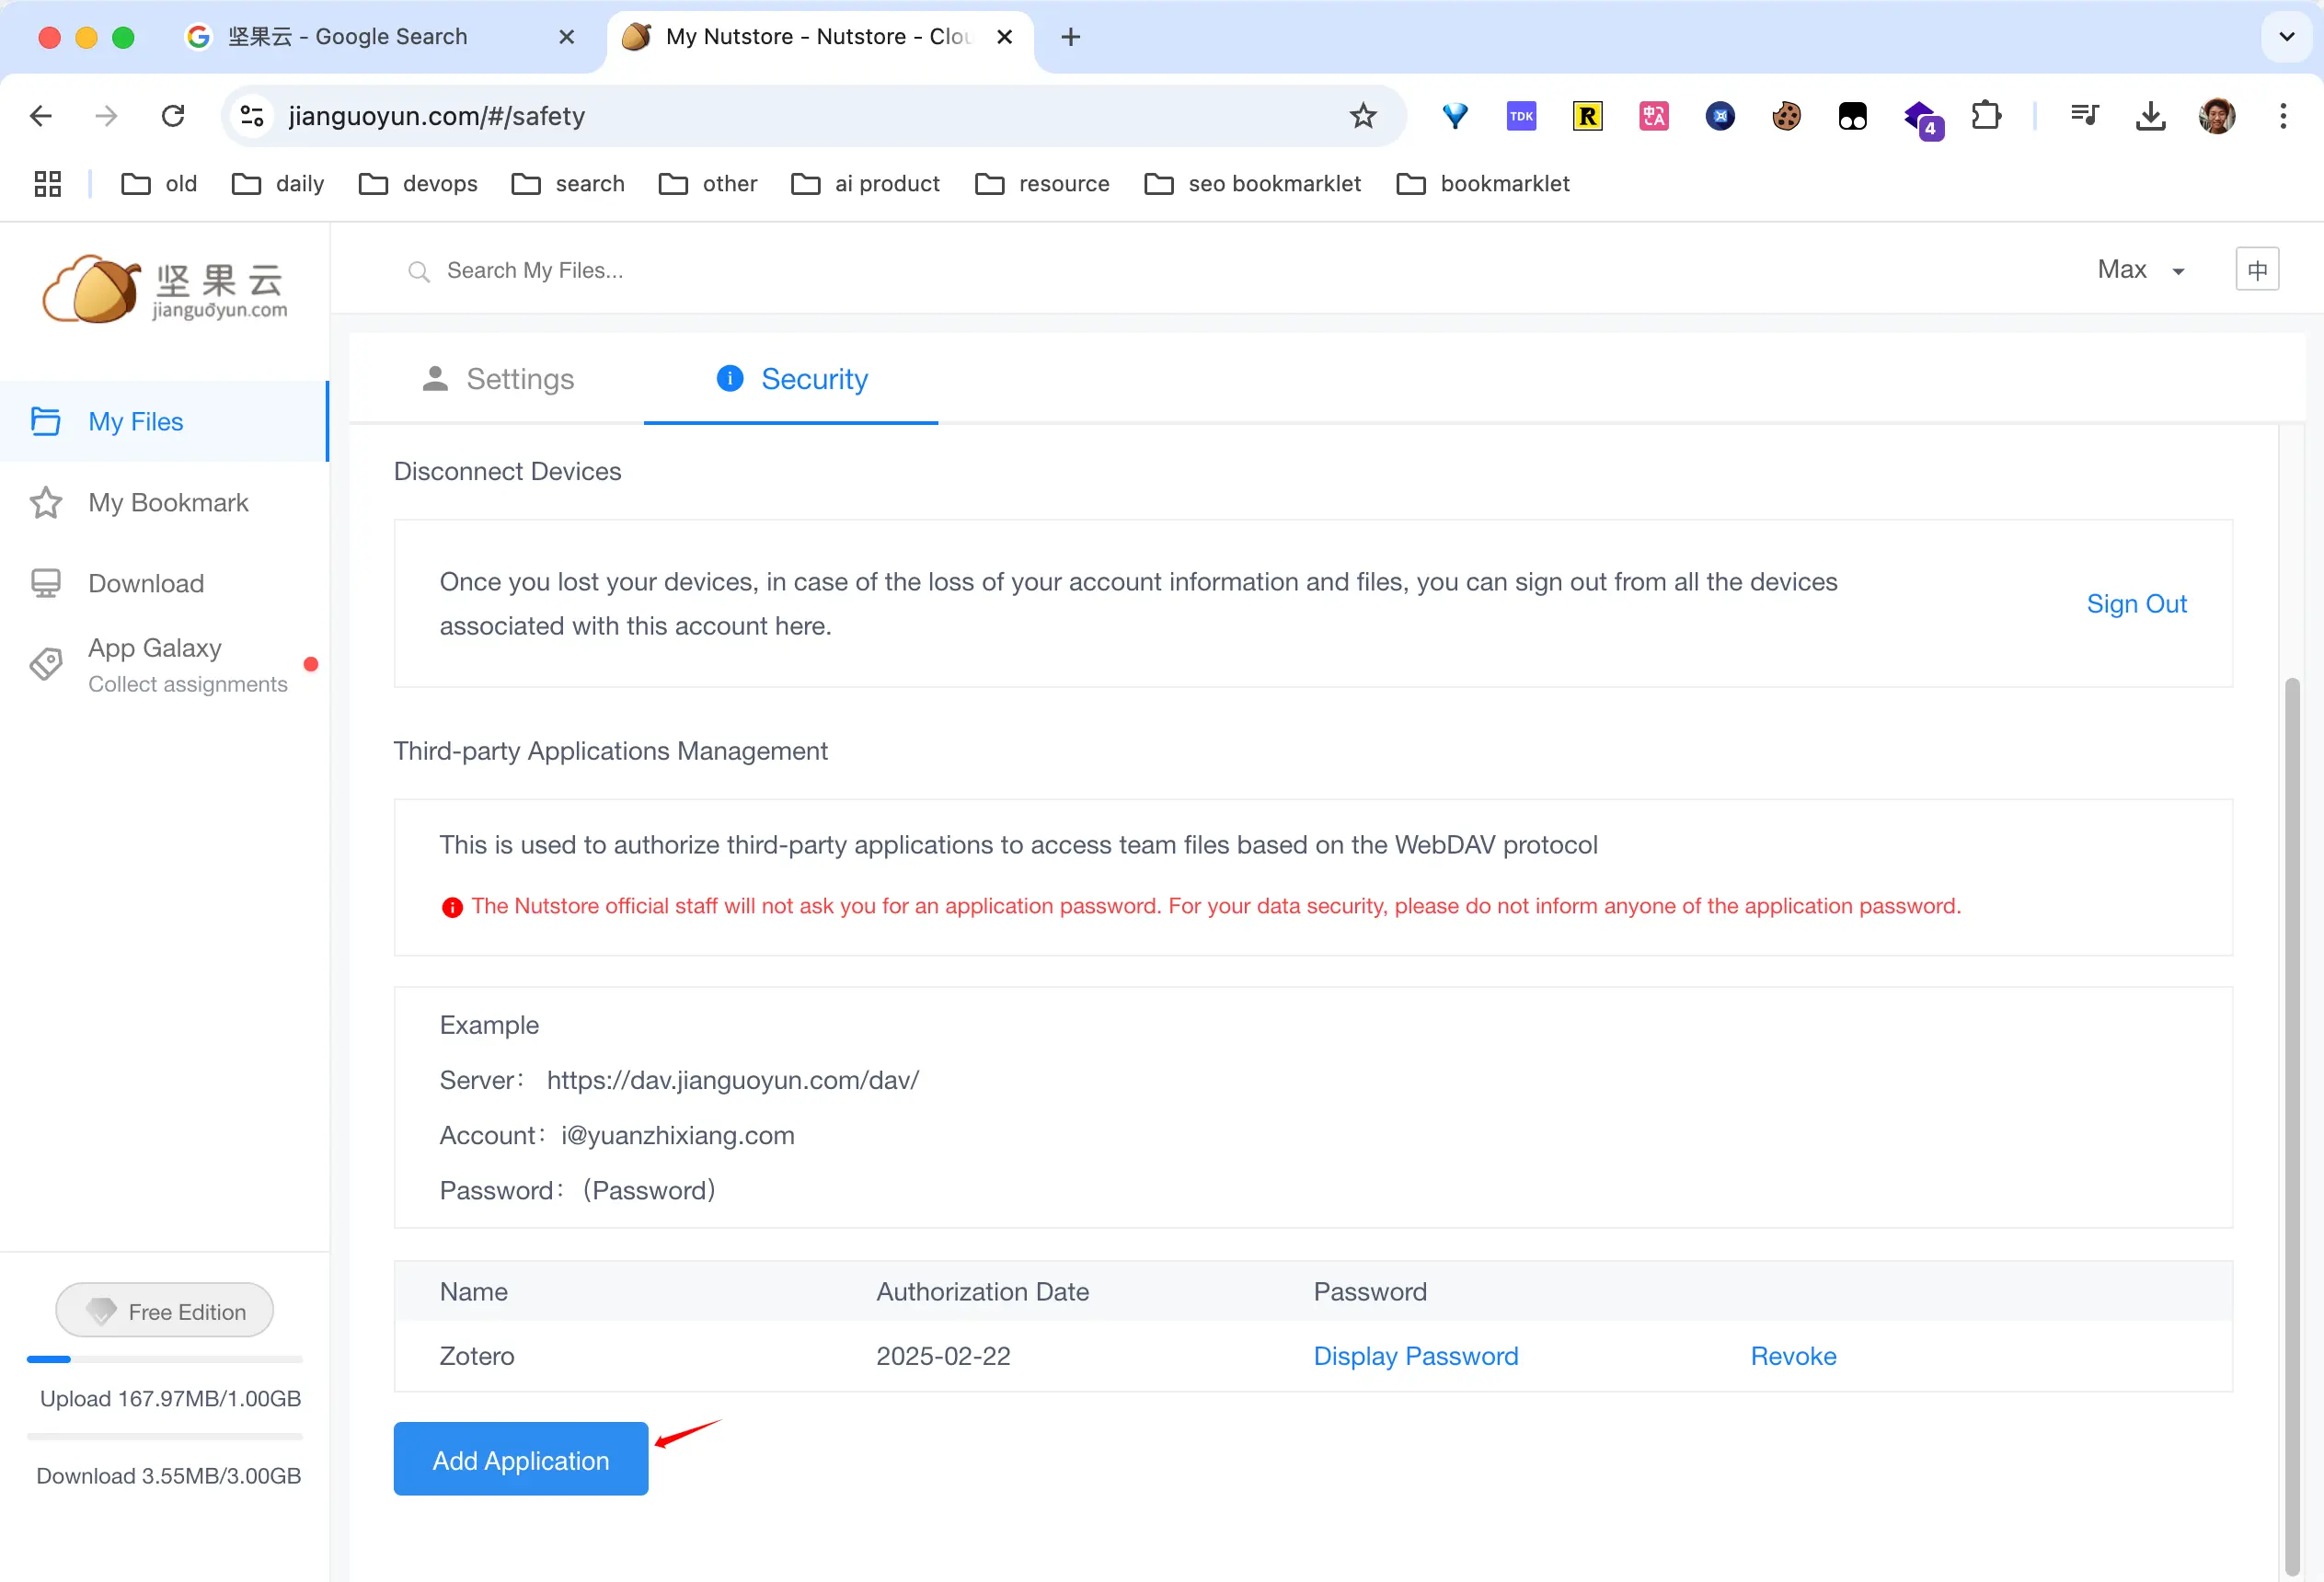 坚果云 - Google Search
My Nutstore - Nutstore - Clou
jianguoyun.com/#/safety
TDK
R
中A
4
old
daily
devops
search
other
ai product
resource
seo bookmarklet
bookmarklet
坚果云
jianguoyun.com
Search My Files...
Max
中
Settings
Security
My Files
My Bookmark
Download
App Galaxy
Collect assignments
Disconnect Devices
Once you lost your devices, in case of the loss of your account information and files, you can sign out from all the devices
associated with this account here.
Sign Out
Third-party Applications Management
This is used to authorize third-party applications to access team files based on the WebDAV protocol
The Nutstore official staff will not ask you for an application password. For your data security, please do not inform anyone of the application password.
Example
Server： https://dav.jianguoyun.com/dav/
Account：i@yuanzhixiang.com
Password：（Password）
Name Authorization Date Password
Zotero 2025-02-22 Display Password Revoke
Add Application
Free Edition
Upload 167.97MB/1.00GB
Download 3.55MB/3.00GB